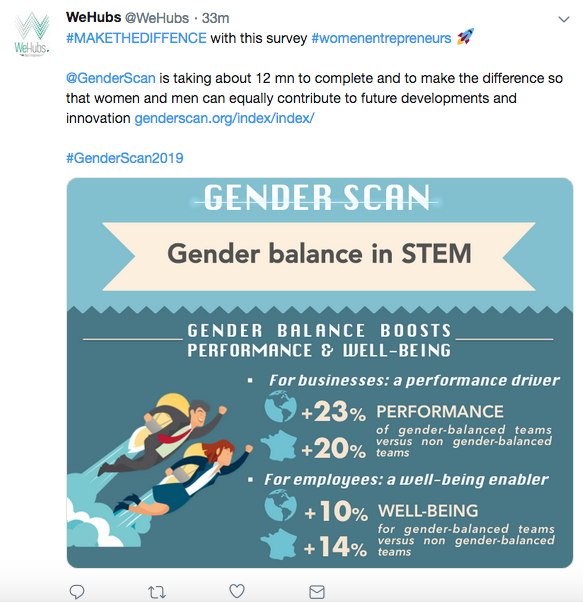 WeHubs @WeHubs · 33m
#MAKETHEDIFFENCE with this survey #womenentrepreneurs 🚀
@GenderScan is taking about 12 mn to complete and to make the difference so
that women and men can equally contribute to future developments and
innovation genderscan.org/index/index/
#GenderScan2019
WeHubs.
GENDER SCAN
Gender balance in STEM
GENDER BALANCE BOOSTS
PERFORMANCE & WELL-BEING
▪ For businesses: a performance driver
+23% PERFORMANCE
of gender-balanced teams
versus non gender-balanced
+20% teams
▪ For employees: a well-being enabler
+10% WELL-BEING
for gender-balanced teams
versus non gender-balanced
+14% teams